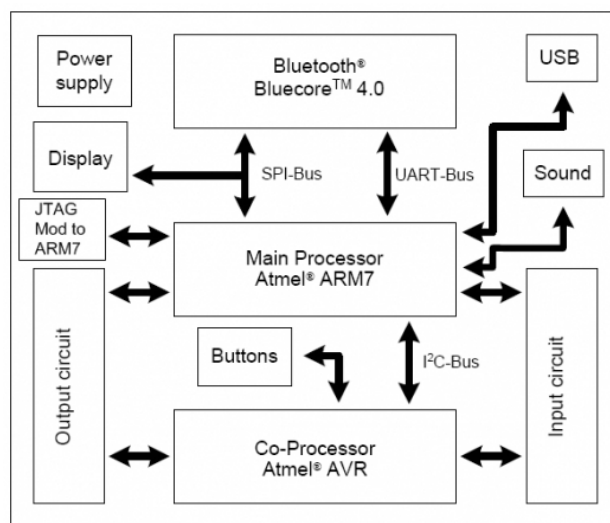 Power
supply
Bluetooth®
Bluecore™ 4.0
USB
Display
SPI-Bus
UART-Bus
Sound
JTAG
Mod to
ARM7
Main Processor
Atmel® ARM7
Output circuit
Buttons
I²C-Bus
Input circuit
Co-Processor
Atmel® AVR